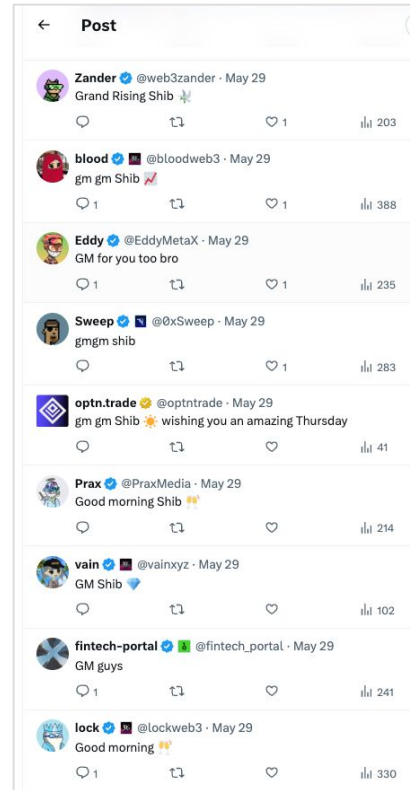 Post
Zander @web3zander · May 29
Grand Rising Shib 🕊️
1 203
blood @bloodweb3 · May 29
gm gm Shib 📈
1 1 388
Eddy @EddyMetaX · May 29
GM for you too bro
1 1 235
Sweep @0xSweep · May 29
gmgm shib
1 283
optn.trade @optntrade · May 29
gm gm Shib ☀️ wishing you an amazing Thursday
41
Prax @PraxMedia · May 29
Good morning Shib 🥂
214
vain @vainxyz · May 29
GM Shib 💎
102
fintech-portal @fintech_portal · May 29
GM guys
1 241
lock @lockweb3 · May 29
Good morning 🥂
1 330